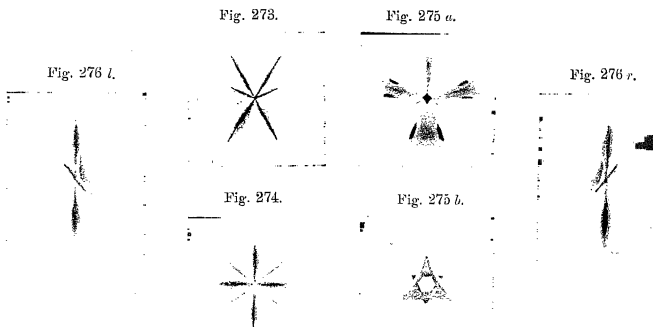 Fig. 273.
Fig. 275 a.
Fig. 276 l.
Fig. 276 r.
Fig. 274.
Fig. 275 b.